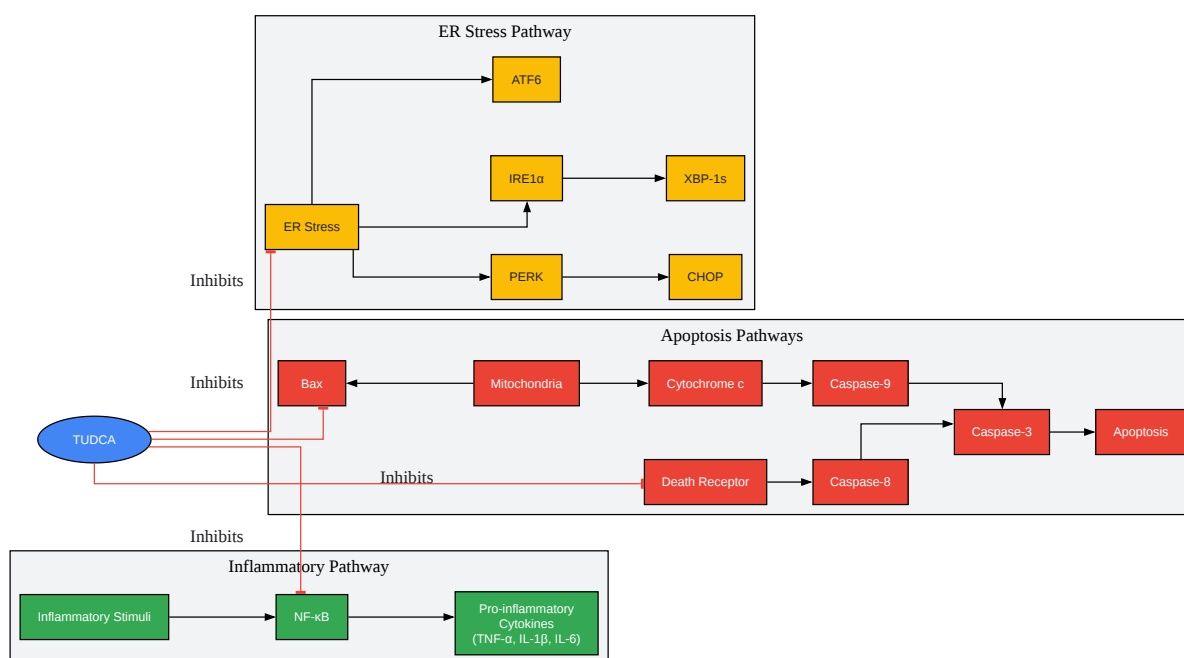 ER Stress Pathway
ATF6
IRE1α
XBP-1s
ER Stress
PERK
CHOP
Inhibits
Apoptosis Pathways
Inhibits
Bax
Mitochondria
Cytochrome c
Caspase-9
TUDCA
Caspase-3
Apoptosis
Inhibits
Death Receptor
Caspase-8
Inhibits
Inflammatory Pathway
Inflammatory Stimuli
NF-κB
Pro-inflammatory
Cytokines
(TNF-α, IL-1β, IL-6)